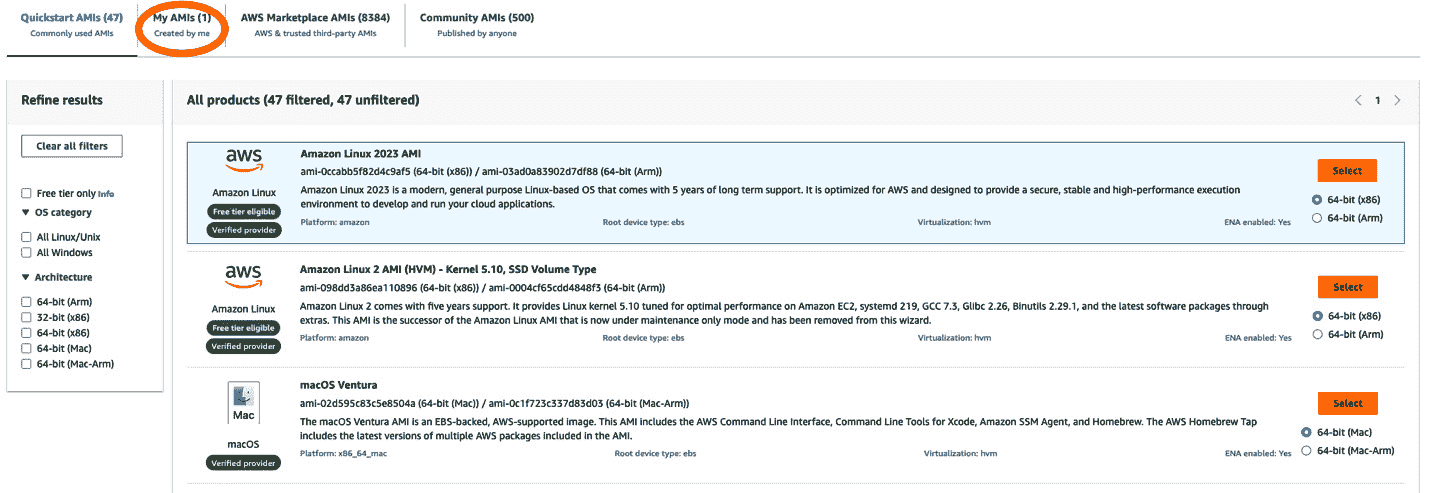 Quickstart AMIs (47)
Commonly used AMIs
My AMIs (1)
Created by me
AWS Marketplace AMIs (8384)
AWS & trusted third-party AMIs
Community AMIs (500)
Published by anyone
Refine results
Clear all filters
Free tier only Info
OS category
All Linux/Unix
All Windows
Architecture
64-bit (Arm)
32-bit (x86)
64-bit (x86)
64-bit (Mac)
64-bit (Mac-Arm)
All products (47 filtered, 47 unfiltered)
1
aws
Amazon Linux
Free tier eligible
Verified provider
Amazon Linux 2023 AMI
ami-0ccabb5f82d4c9af5 (64-bit (x86)) / ami-03ad0a83902d7df88 (64-bit (Arm))
Amazon Linux 2023 is a modern, general purpose Linux-based OS that comes with 5 years of long term support. It is optimized for AWS and designed to provide a secure, stable and high-performance execution
environment to develop and run your cloud applications.
Platform: amazon
Root device type: ebs
Virtualization: hvm
ENA enabled: Yes
Select
64-bit (x86)
64-bit (Arm)
aws
Amazon Linux
Free tier eligible
Verified provider
Amazon Linux 2 AMI (HVM) - Kernel 5.10, SSD Volume Type
ami-098dd3a86ea110896 (64-bit (x86)) / ami-0004cf65cdd4848f3 (64-bit (Arm))
Amazon Linux 2 comes with five years support. It provides Linux kernel 5.10 tuned for optimal performance on Amazon EC2, systemd 219, GCC 7.3, Glibc 2.26, Binutils 2.29.1, and the latest software packages through
extras. This AMI is the successor of the Amazon Linux AMI that is now under maintenance only mode and has been removed from this wizard.
Platform: amazon
Root device type: ebs
Virtualization: hvm
ENA enabled: Yes
Select
64-bit (x86)
64-bit (Arm)
Mac
macOS
Verified provider
macOS Ventura
ami-02d595c83c5e8504a (64-bit (Mac)) / ami-0c1f723c337d83d03 (64-bit (Mac-Arm))
The macOS Ventura AMI is an EBS-backed, AWS-supported image. This AMI includes the AWS Command Line Interface, Command Line Tools for Xcode, Amazon SSM Agent, and Homebrew. The AWS Homebrew Tap
includes the latest versions of multiple AWS packages included in the AMI.
Platform: x86_64_mac
Root device type: ebs
Virtualization: hvm
ENA enabled: Yes
Select
64-bit (Mac)
64-bit (Mac-Arm)